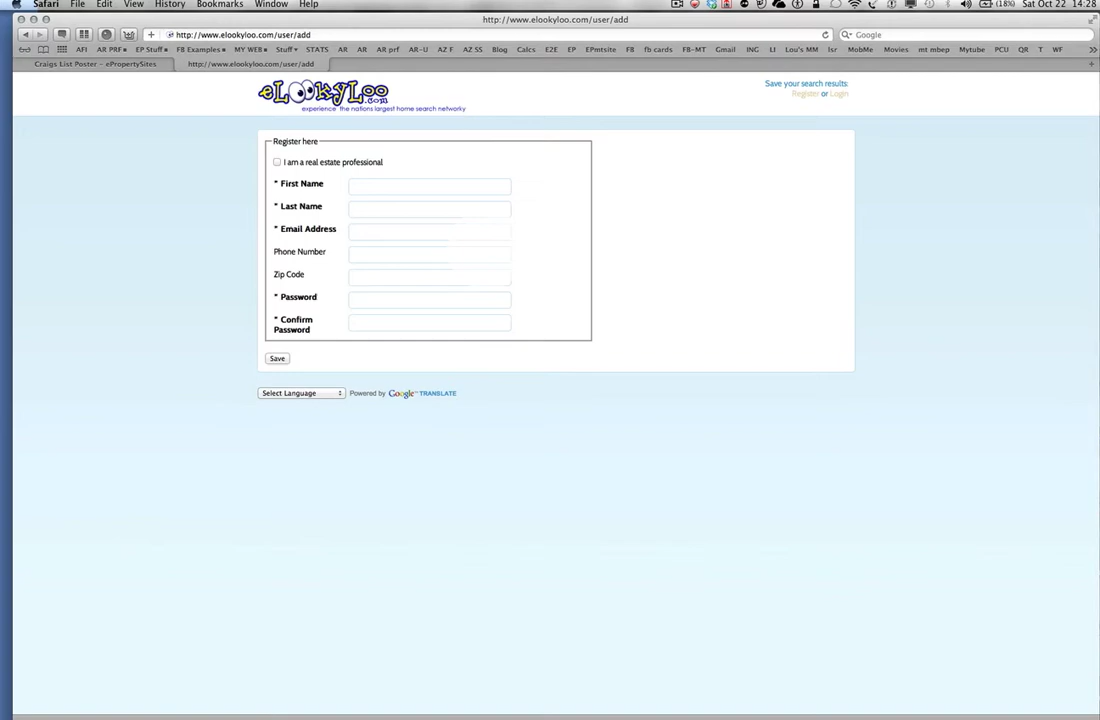 Safari File Edit View History Bookmarks Window Help (18%) Sat Oct 22 14:28
http://www.elookyloo.com/user/add
http://www.elookyloo.com/user/add Google
AFI AR PRF EP Stuff FB Examples MY WEB Stuff STATS AR AR AR prf AR-U AZ F AZ SS Blog Calcs E2E EP EPmtsite FB fb cards FB-MT Gmail ING LI Lou's MM lsr MobMe Movies mt mbep Mytube PCU QR T WF
Craigs List Poster - ePropertySites http://www.elookyloo.com/user/add
eLookyLoo.com
experience the nations largest home search networky
Save your search results:
Register or Login
Register here
I am a real estate professional
* First Name
* Last Name
* Email Address
Phone Number
Zip Code
* Password
* Confirm
Password
Save
Select Language Powered by Google™ TRANSLATE